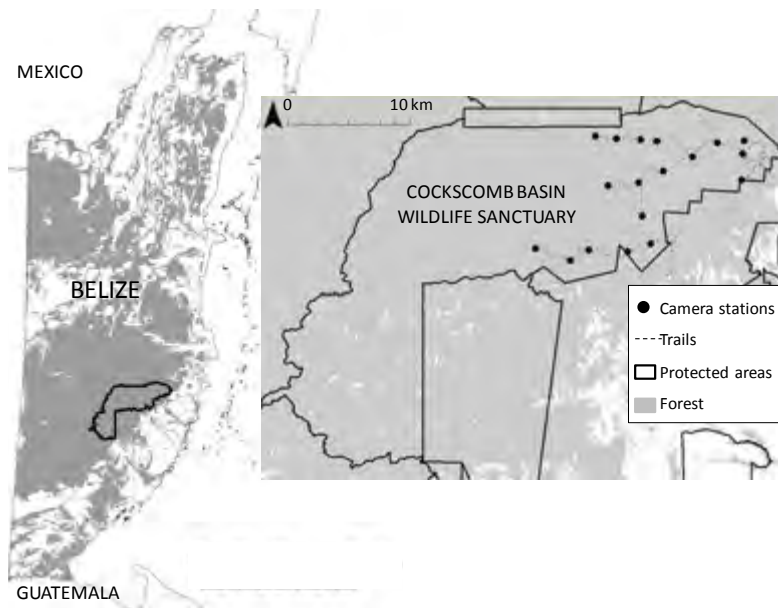 MEXICO
0 10 km
COCKSCOMB BASIN
WILDLIFE SANCTUARY
BELIZE
Camera stations
Trails
Protected areas
Forest
GUATEMALA